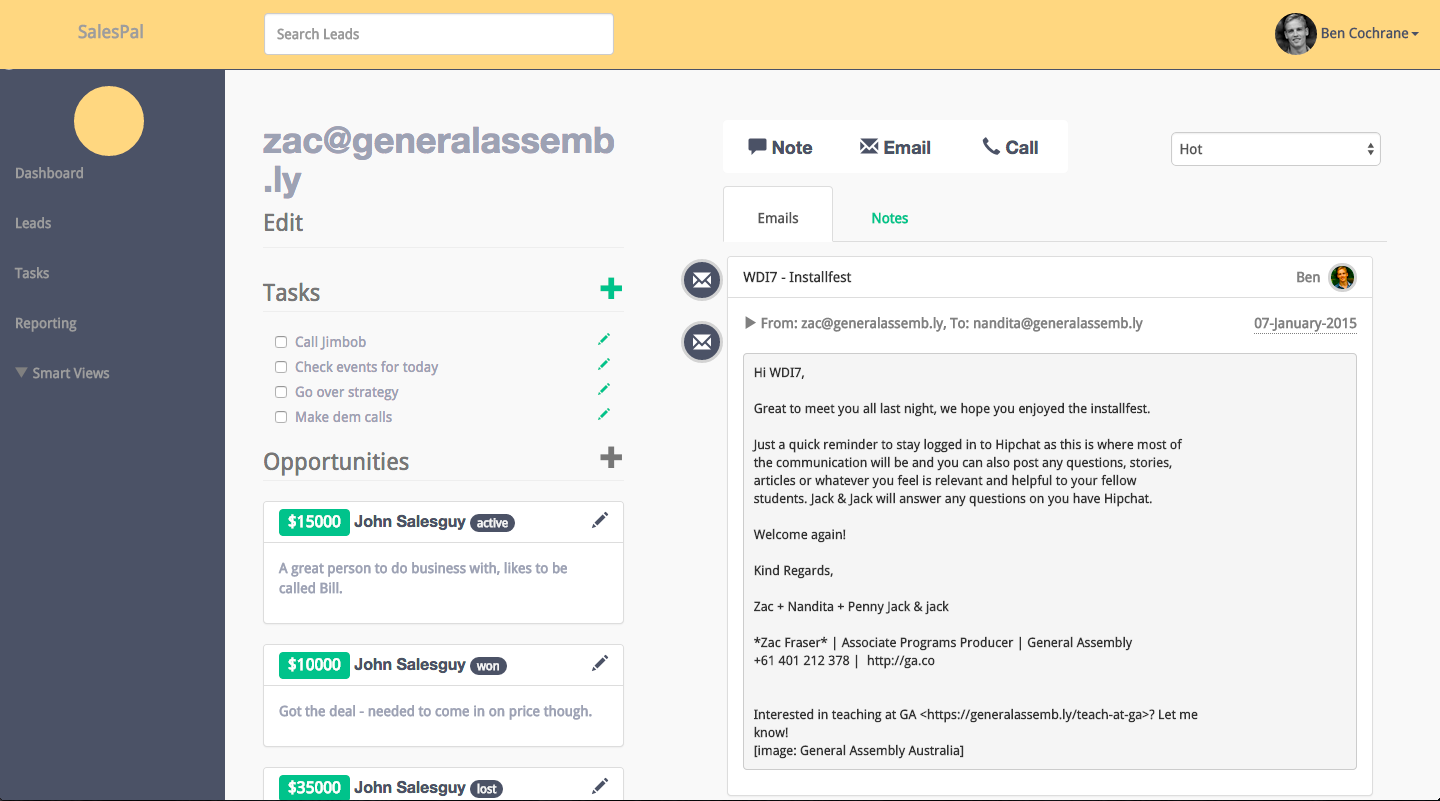 SalesPal
Search Leads
Ben Cochrane
Dashboard
Leads
Tasks
Reporting
Smart Views
zac@generalassemb
.ly
Edit
Tasks
Call Jimbob
Check events for today
Go over strategy
Make dem calls
Opportunities
$15000 John Salesguy active
A great person to do business with, likes to be
called Bill.
$10000 John Salesguy won
Got the deal - needed to come in on price though.
$35000 John Salesguy lost
Note Email Call
Hot
Emails Notes
WDI7 - Installfest Ben
From: zac@generalassemb.ly, To: nandita@generalassemb.ly 07-January-2015
Hi WDI7,
Great to meet you all last night, we hope you enjoyed the installfest.
Just a quick reminder to stay logged in to Hipchat as this is where most of
the communication will be and you can also post any questions, stories,
articles or whatever you feel is relevant and helpful to your fellow
students. Jack & Jack will answer any questions on you have Hipchat.
Welcome again!
Kind Regards,
Zac + Nandita + Penny Jack & jack
*Zac Fraser* | Associate Programs Producer | General Assembly
+61 401 212 378 | http://ga.co
Interested in teaching at GA <https://generalassemb.ly/teach-at-ga>? Let me
know!
[image: General Assembly Australia]